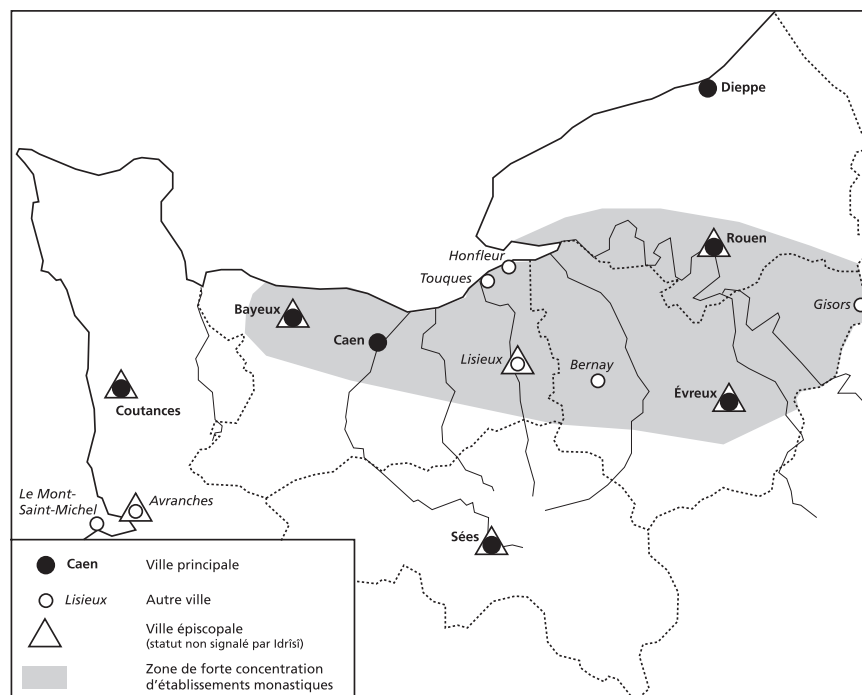 Dieppe
Rouen
Honfleur
Touques
Gisors
Bayeux
Caen
Lisieux
Bernay
Évreux
Coutances
Le Mont-
Saint-Michel
Avranches
Sées
Caen Ville principale
Lisieux Autre ville
Ville épiscopale
(statut non signalé par Idrîsî)
Zone de forte concentration
d'établissements monastiques